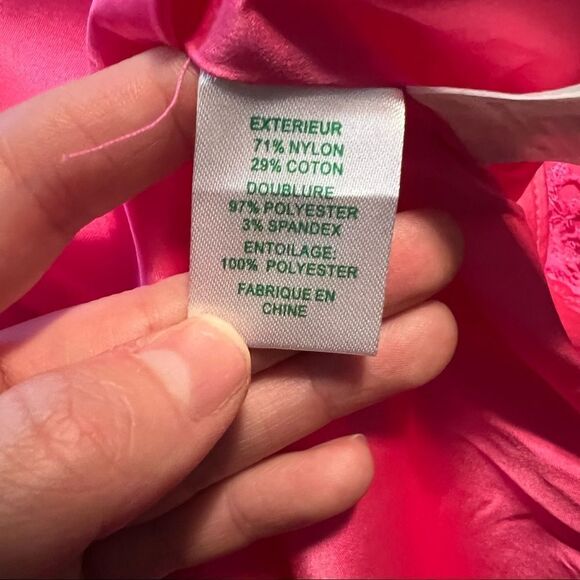 EXTERIEUR
71% NYLON
29% COTON
DOUBLURE
97% POLYESTER
3% SPANDEX
ENTOILAGE:
100% POLYESTER
FABRIQUE EN
CHINE